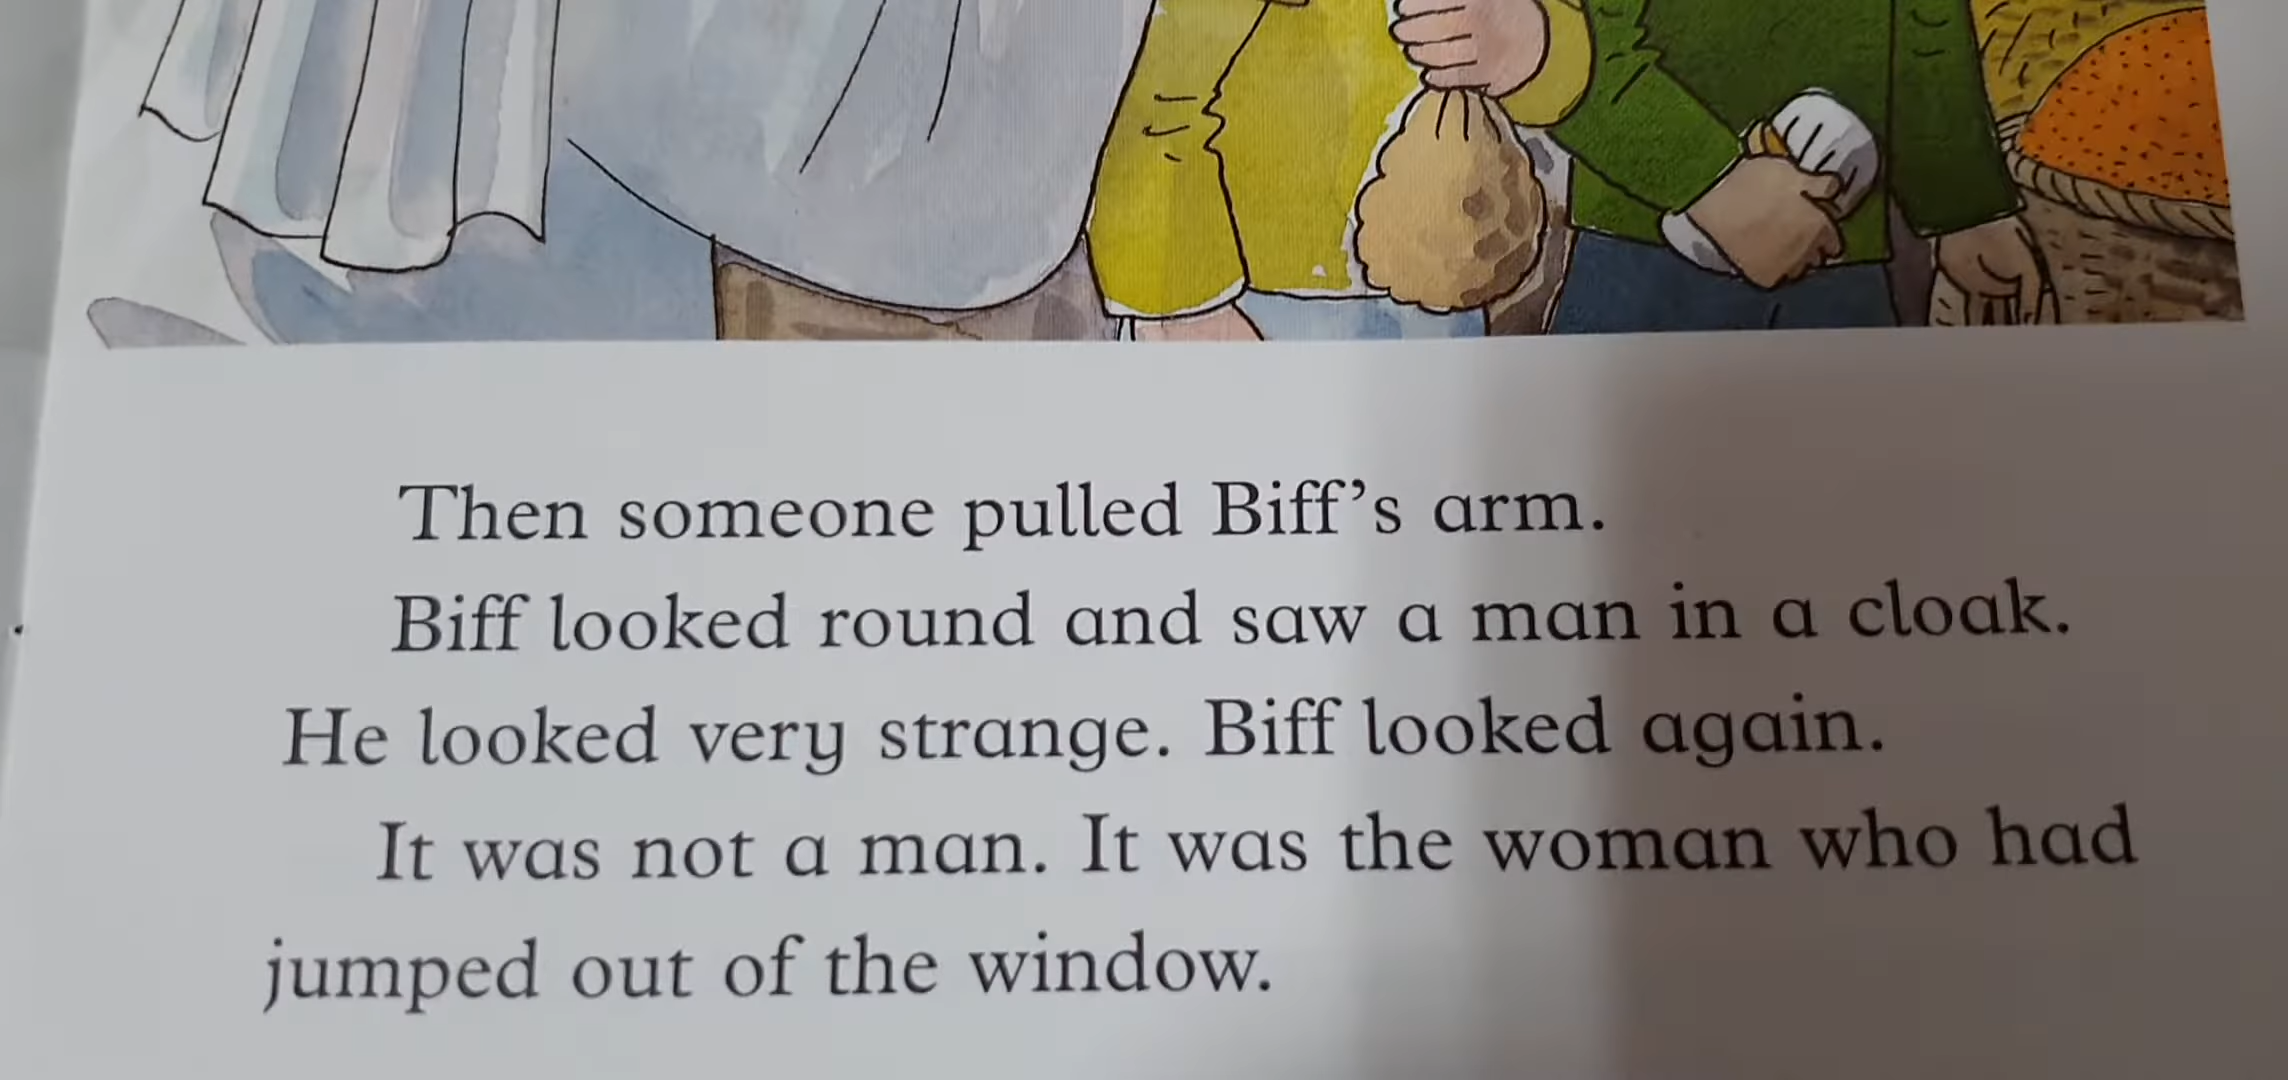 Then someone pulled Biff’s arm.
Biff looked round and saw a man in a cloak.
He looked very strange. Biff looked again.
It was not a man. It was the woman who had
jumped out of the window.